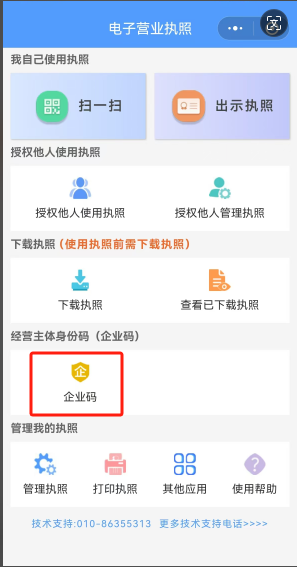 电子营业执照
我自己使用执照
扫一扫
出示执照
授权他人使用执照
授权他人使用执照
授权他人管理执照
下载执照（使用执照前需下载执照）
下载执照
查看已下载执照
经营主体身份码（企业码）
企
企业码
管理我的执照
管理执照
打印执照
其他应用
使用帮助
技术支持:010-86355313 更多技术支持电话>>>>